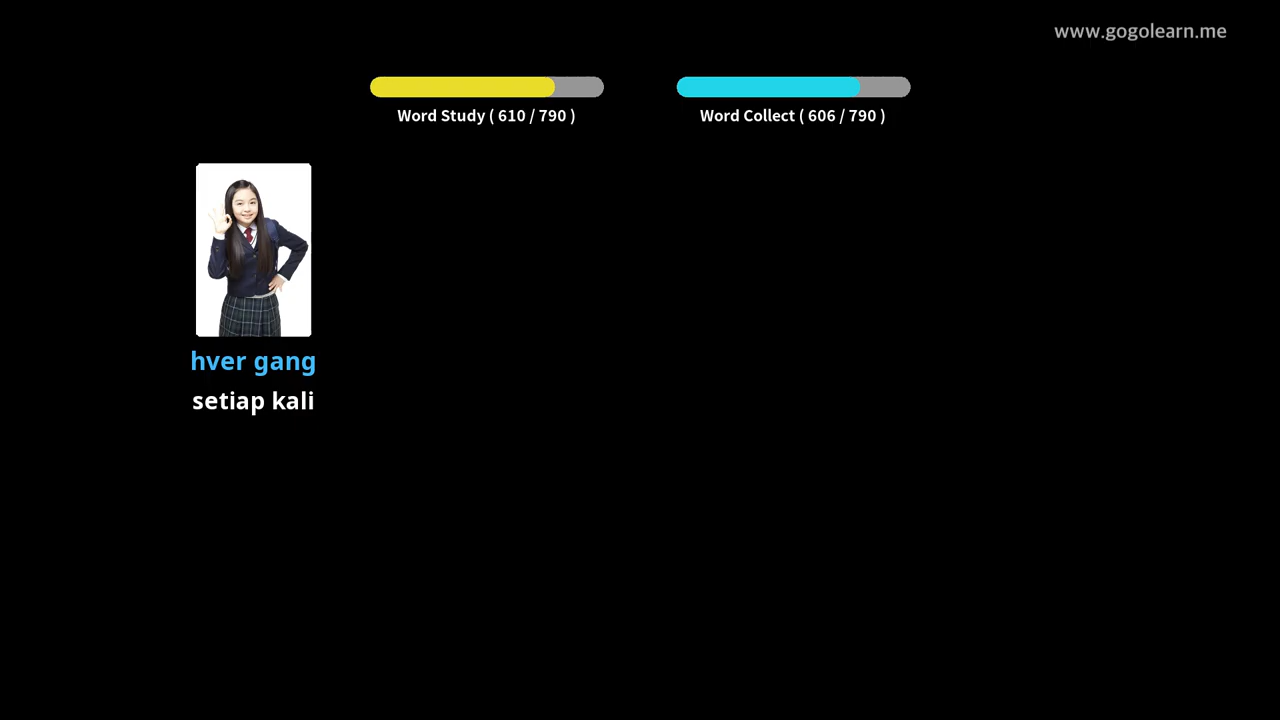 www.gogolearn.me
Word Study ( 610 / 790 )
Word Collect ( 606 / 790 )
hver gang
setiap kali